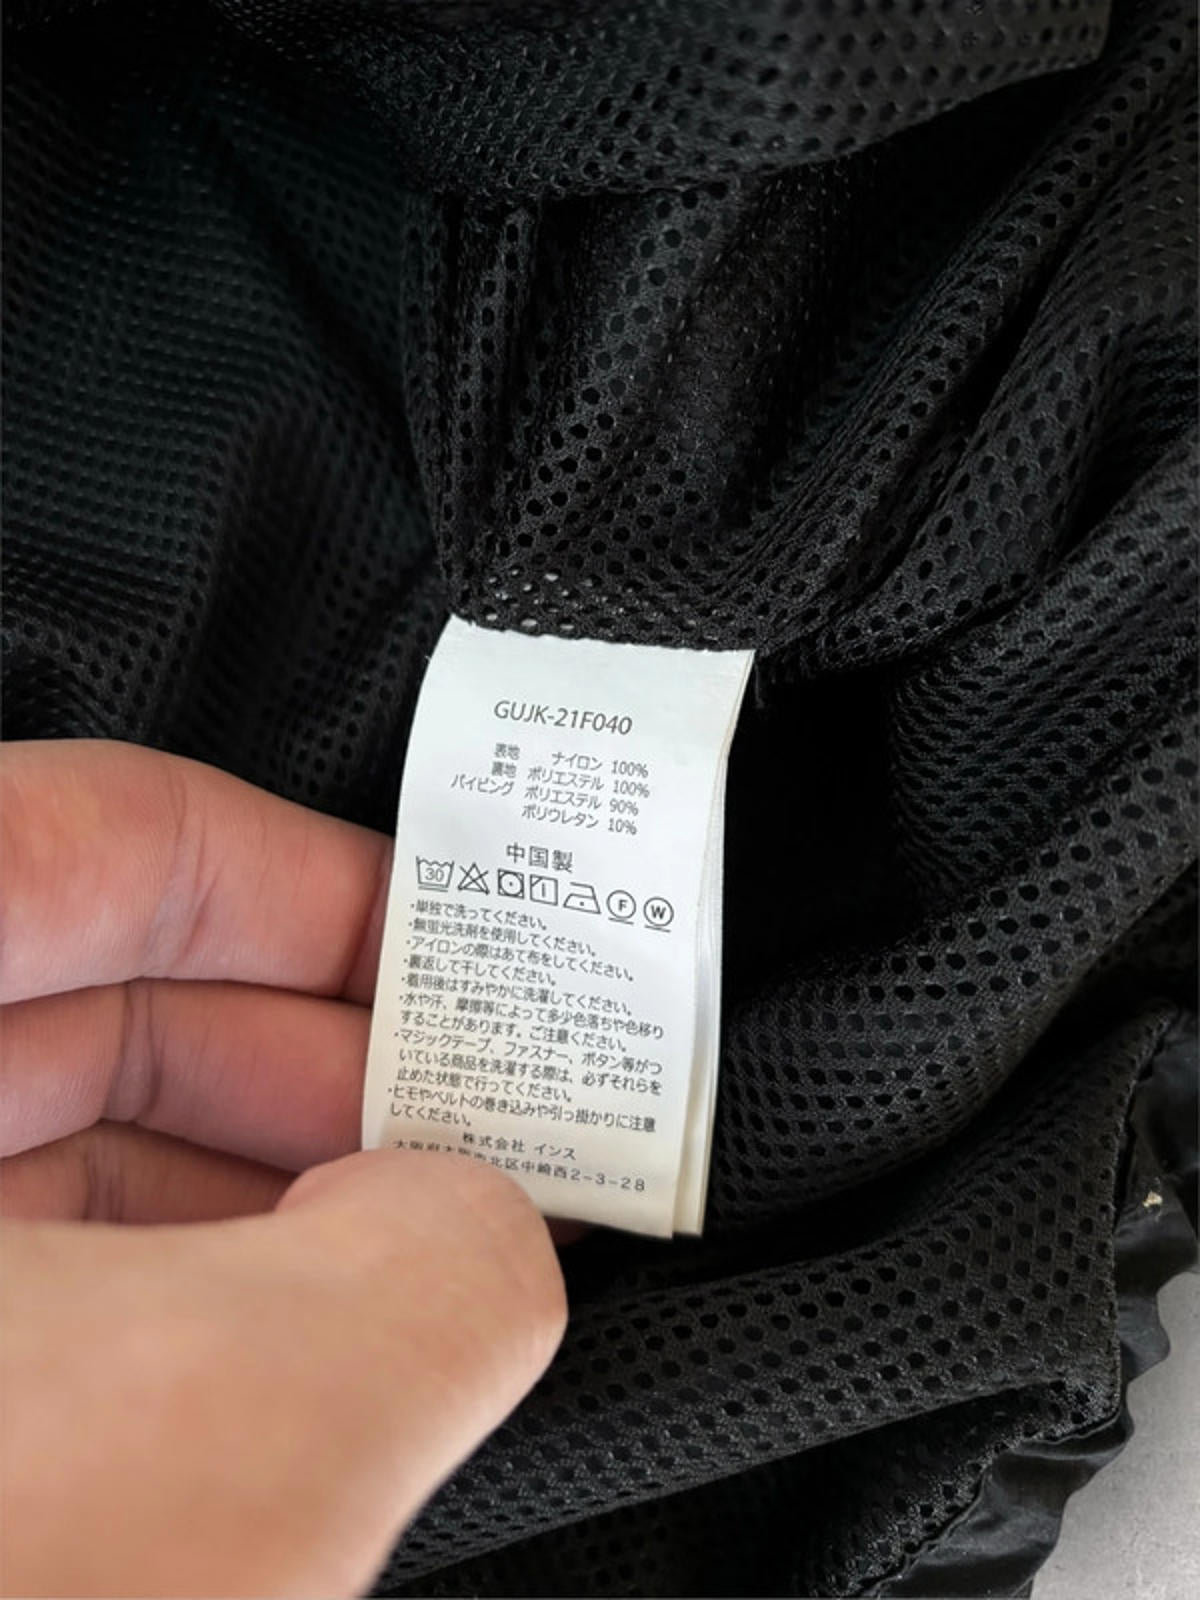 GUJK-21F040
表地 ナイロン 100%
裏地 ポリエステル 100%
パイピング ポリエステル 90%
ポリウレタン 10%
中国製
30 F W
・単独で洗ってください。
・無蛍光洗剤を使用してください。
・アイロンの際はあて布をしてください。
・裏返して干してください。
・着用後はすみやかに洗濯してください。
・水や汗、摩擦等によって多少色落ちや色移り
することがあります。ご注意ください。
・マジックテープ、ファスナー、ボタン等がつ
いている商品を洗濯する際は、必ずそれらを
止めた状態で行ってください。
・ヒモやベルトの巻き込みや引っ掛かりに注意
してください。
株式会社 インス
大阪府大阪市北区中崎西2-3-28